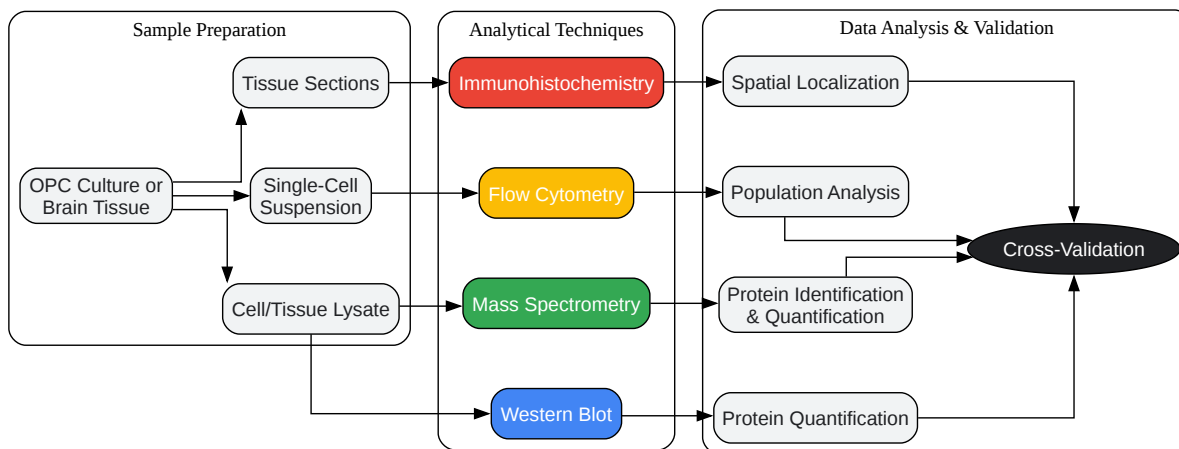 Sample Preparation
Analytical Techniques
Data Analysis & Validation
Tissue Sections
Immunohistochemistry
Spatial Localization
OPC Culture or
Brain Tissue
Single-Cell
Suspension
Flow Cytometry
Population Analysis
Cross-Validation
Cell/Tissue Lysate
Mass Spectrometry
Protein Identification
& Quantification
Western Blot
Protein Quantification